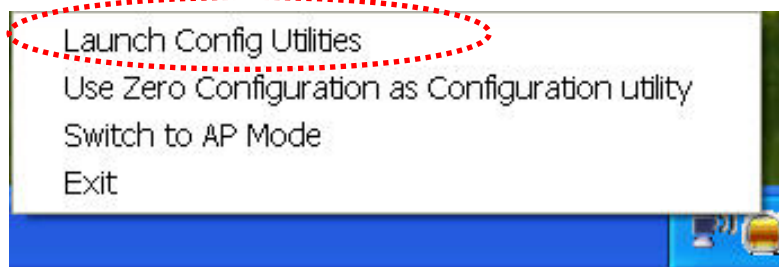 Launch Config Utilities
Use Zero Configuration as Configuration utility
Switch to AP Mode
Exit